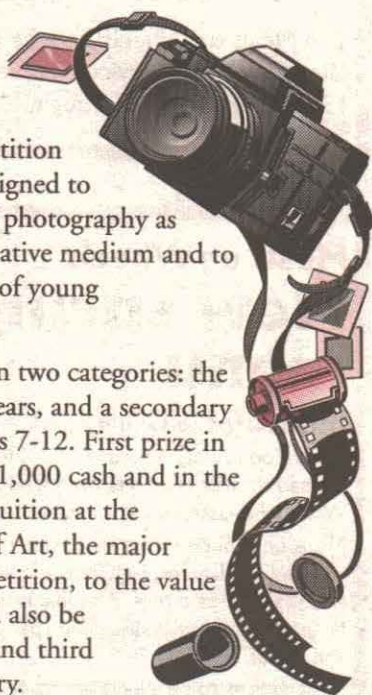 tition
igned to
photography as
ative medium and to
of young
n two categories: the
ears, and a secondary
s 7-12. First prize in
1,000 cash and in the
uition at the
f Art, the major
etition, to the value
also be
nd third
ry.